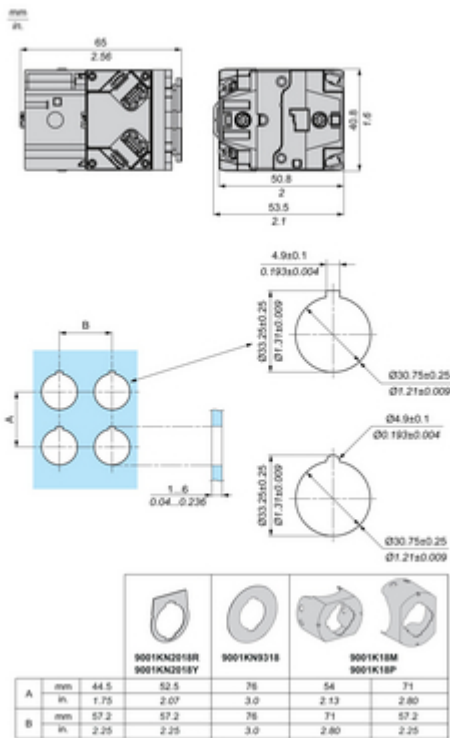 mm
in.
65
2.56
40.8
1.6
50.8
2
53.5
2.1
4.9±0.1
0.193±0.004
Ø33.25±0.25
Ø1.31±0.009
Ø30.75±0.25
Ø1.21±0.009
B
A
1...6
0.04...0.236
Ø4.9±0.1
Ø0.193±0.004
Ø33.25±0.25
Ø1.31±0.009
Ø30.75±0.25
Ø1.21±0.009
9001KN2018R 9001KN9318 9001K18M
9001KN2018Y 9001K18P
A mm 44.5 52.5 76 54 71
in. 1.75 2.07 3.0 2.13 2.80
B mm 57.2 57.2 76 71 57.2
in. 2.25 2.25 3.0 2.80 2.25